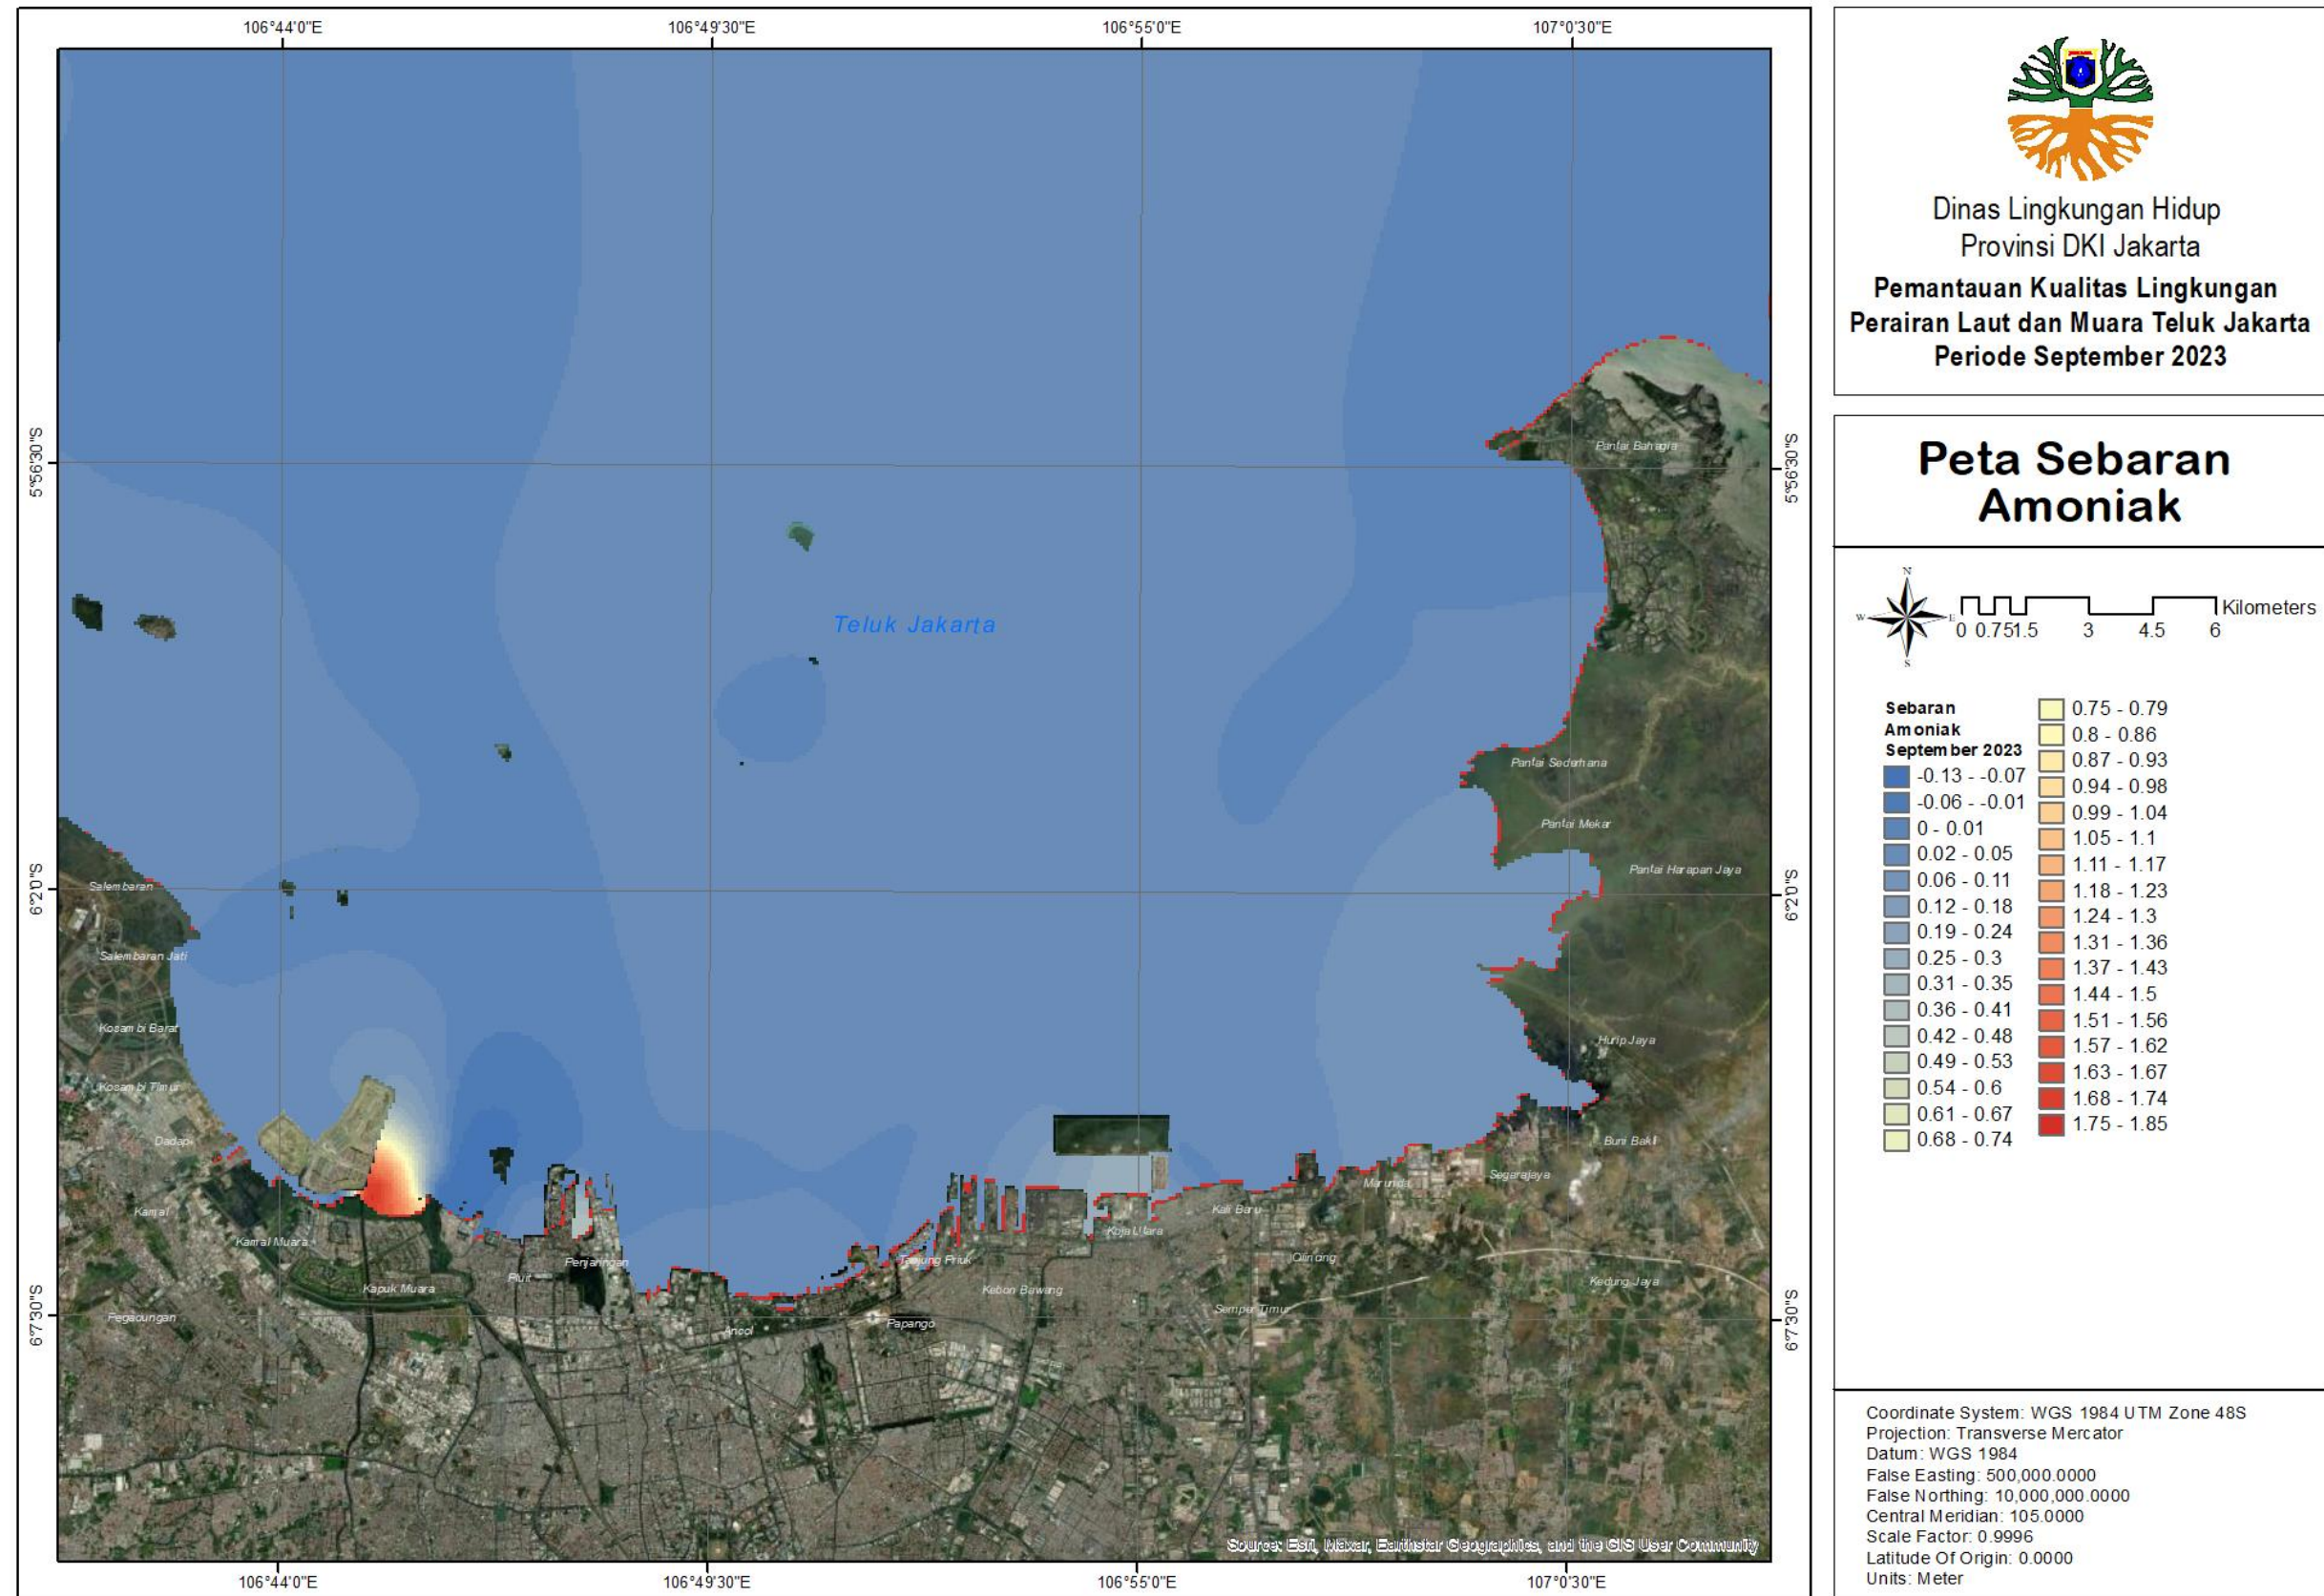 106°44'0"E
106°49'30"E
106°55'0"E
107°0'30"E
5°56'30"S
5°56'30"S
Pantai Bahagia
Teluk Jakarta
Pantai Sederhana
Pantai Mekar
Pantai Harapan Jaya
6°2'0"S
6°2'0"S
Salembaran
Salembaran Jati
Kosambi Barat
Hurip Jaya
Kosambi Timur
Dadap
Buni Bakti
Segarajaya
Marunda
Kamal
Kali Baru
Koja Utara
Kamal Muara
Penjaringan
Tanjung Priuk
Cilincing
Pluit
Kapuk Muara
Kebon Bawang
Kedung Jaya
Pegadungan
Semper Timur
Ancol
Papango
6°7'30"S
6°7'30"S
Source: Esri, Maxar, Earthstar Geographics, and the GIS User Community
106°44'0"E
106°49'30"E
106°55'0"E
107°0'30"E
Dinas Lingkungan Hidup
Provinsi DKI Jakarta
Pemantauan Kualitas Lingkungan
Perairan Laut dan Muara Teluk Jakarta
Periode September 2023
Peta Sebaran
Amoniak
N
W
E
S
Kilometers
0 0.75 1.5 3 4.5 6
Sebaran
Amoniak
September 2023
-0.13 - -0.07
-0.06 - -0.01
0 - 0.01
0.02 - 0.05
0.06 - 0.11
0.12 - 0.18
0.19 - 0.24
0.25 - 0.3
0.31 - 0.35
0.36 - 0.41
0.42 - 0.48
0.49 - 0.53
0.54 - 0.6
0.61 - 0.67
0.68 - 0.74
0.75 - 0.79
0.8 - 0.86
0.87 - 0.93
0.94 - 0.98
0.99 - 1.04
1.05 - 1.1
1.11 - 1.17
1.18 - 1.23
1.24 - 1.3
1.31 - 1.36
1.37 - 1.43
1.44 - 1.5
1.51 - 1.56
1.57 - 1.62
1.63 - 1.67
1.68 - 1.74
1.75 - 1.85
Coordinate System: WGS 1984 UTM Zone 48S
Projection: Transverse Mercator
Datum: WGS 1984
False Easting: 500,000.0000
False Northing: 10,000,000.0000
Central Meridian: 105.0000
Scale Factor: 0.9996
Latitude Of Origin: 0.0000
Units: Meter